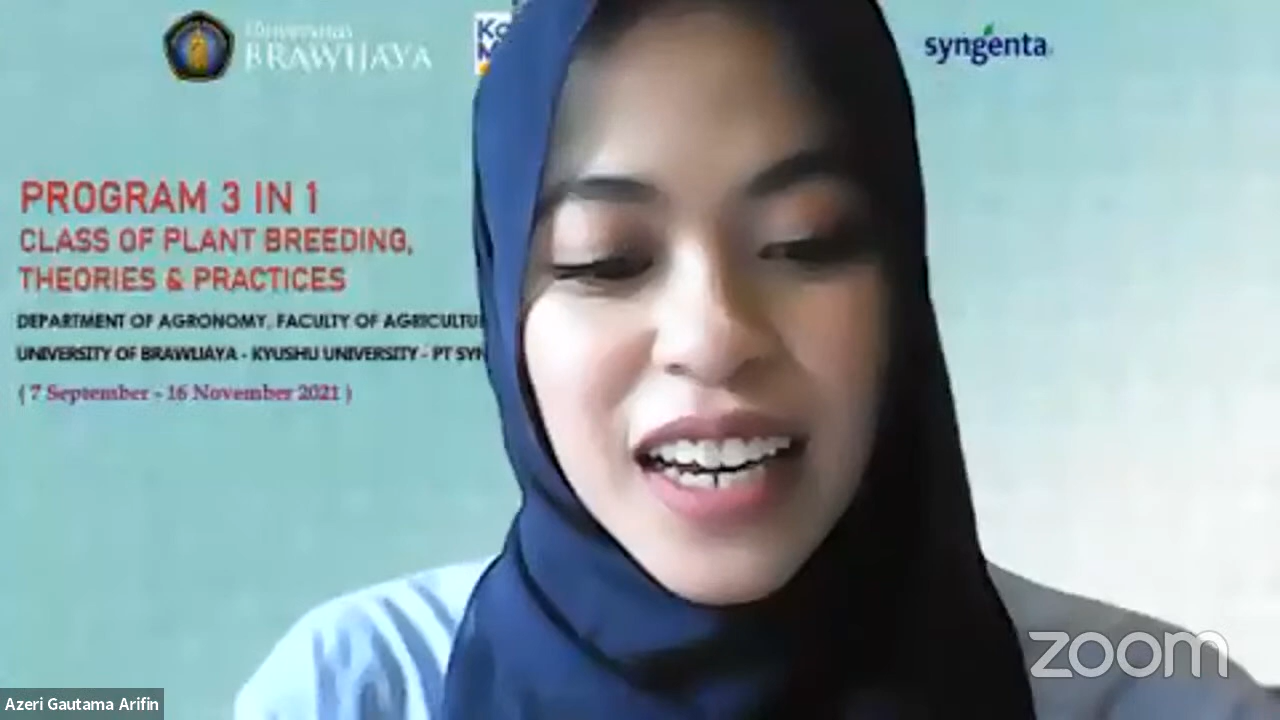 Universitas
BRAWIJAYA
syngenta
PROGRAM 3 IN 1
CLASS OF PLANT BREEDING,
THEORIES & PRACTICES
DEPARTMENT OF AGRONOMY, FACULTY OF AGRICULTU
UNIVERSITY OF BRAWIJAYA - KYUSHU UNIVERSITY - PT SYN
( 7 September - 16 November 2021 )
zoom
Azeri Gautama Arifin